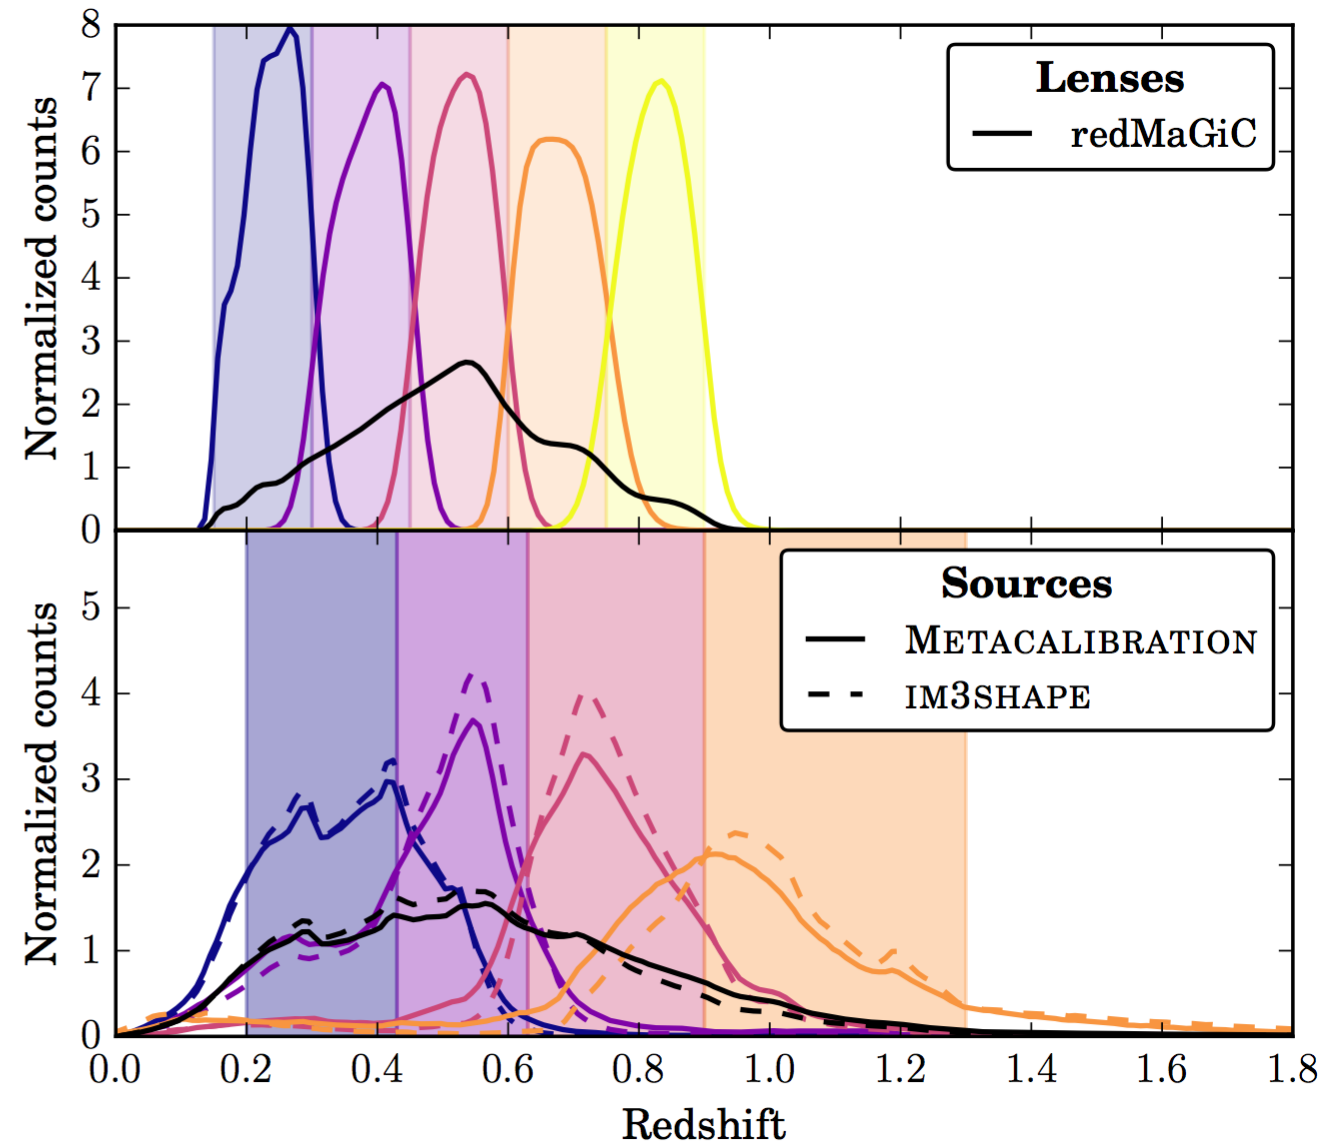 8
7
6
5
4
3
2
1
0
Normalized counts
Lenses
redMaGiC
5
4
3
2
1
0
Normalized counts
Sources
METACALIBRATION
IM3SHAPE
0.0 0.2 0.4 0.6 0.8 1.0 1.2 1.4 1.6 1.8
Redshift